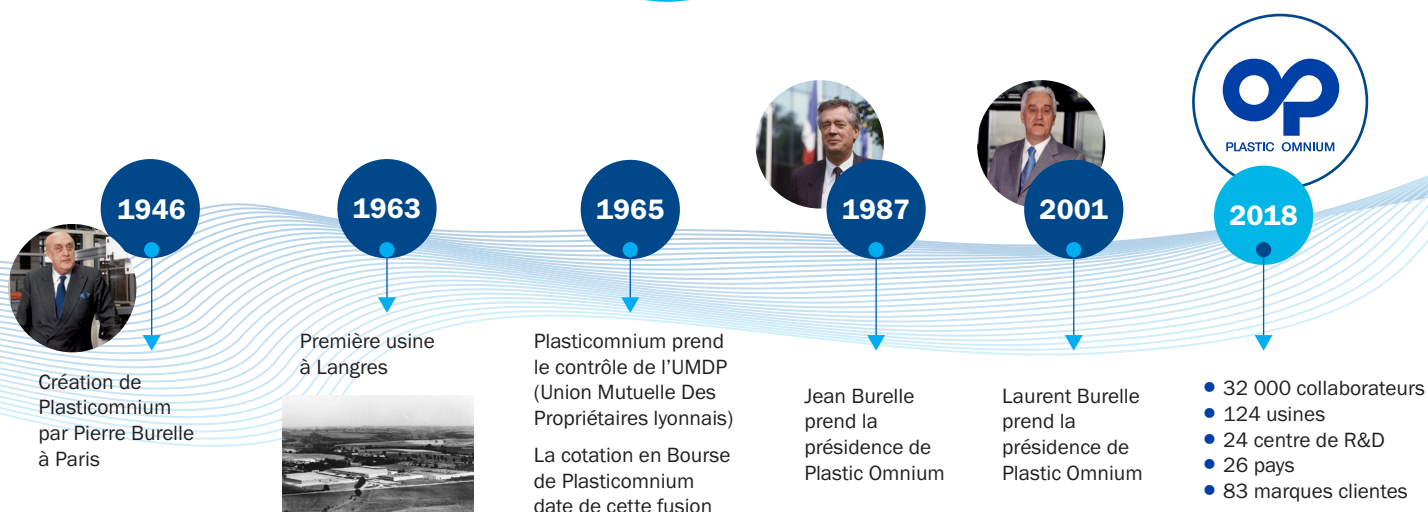 PLASTIC OMNIUM
1946
1963
1965
1987
2001
2018
Création de
Plasticomnium
par Pierre Burelle
à Paris
Première usine
à Langres
Plasticomnium prend
le contrôle de l'UMDP
(Union Mutuelle Des
Propriétaires lyonnais)
La cotation en Bourse
de Plasticomnium
date de cette fusion
Jean Burelle
prend la
présidence de
Plastic Omnium
Laurent Burelle
prend la
présidence de
Plastic Omnium
• 32 000 collaborateurs
• 124 usines
• 24 centre de R&D
• 26 pays
• 83 marques clientes